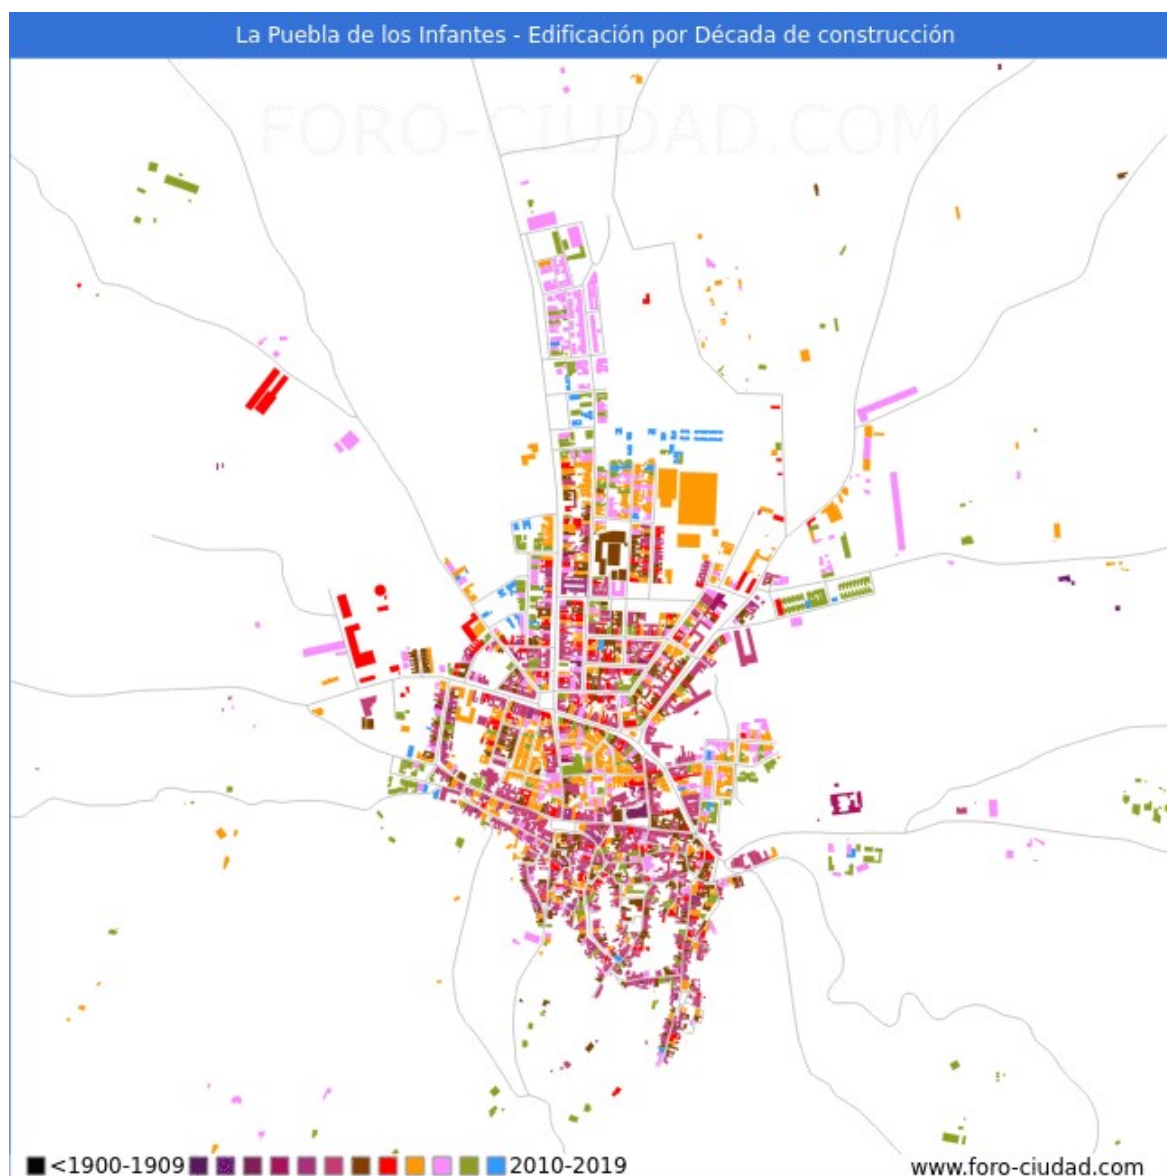 La Puebla de los Infantes - Edificación por Década de construcción
FORO-CIUDAD.COM
<1900-1909 2010-2019 www.foro-ciudad.com